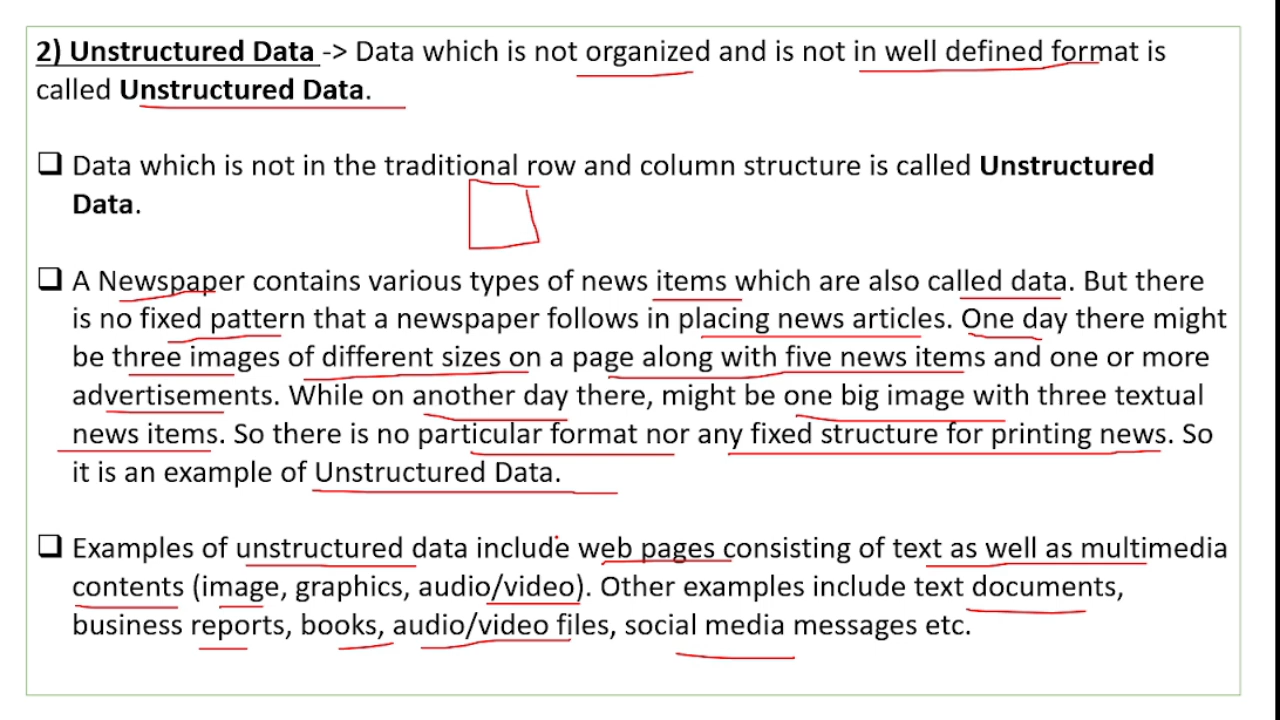 2) Unstructured Data -> Data which is not organized and is not in well defined format is
called Unstructured Data.
❑ Data which is not in the traditional row and column structure is called Unstructured
Data.
❑ A Newspaper contains various types of news items which are also called data. But there
is no fixed pattern that a newspaper follows in placing news articles. One day there might
be three images of different sizes on a page along with five news items and one or more
advertisements. While on another day there, might be one big image with three textual
news items. So there is no particular format nor any fixed structure for printing news. So
it is an example of Unstructured Data.
❑ Examples of unstructured data include web pages consisting of text as well as multimedia
contents (image, graphics, audio/video). Other examples include text documents,
business reports, books, audio/video files, social media messages etc.